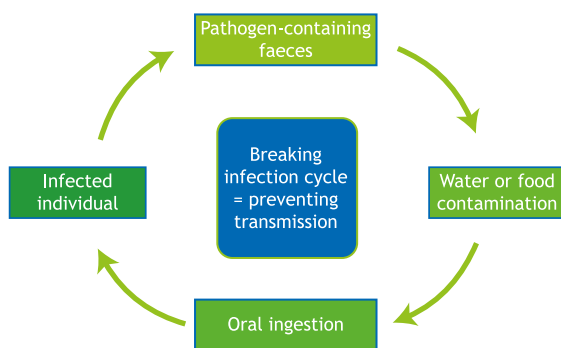 Pathogen-containing
faeces
Infected
individual
Breaking
infection cycle
= preventing
transmission
Water or food
contamination
Oral ingestion